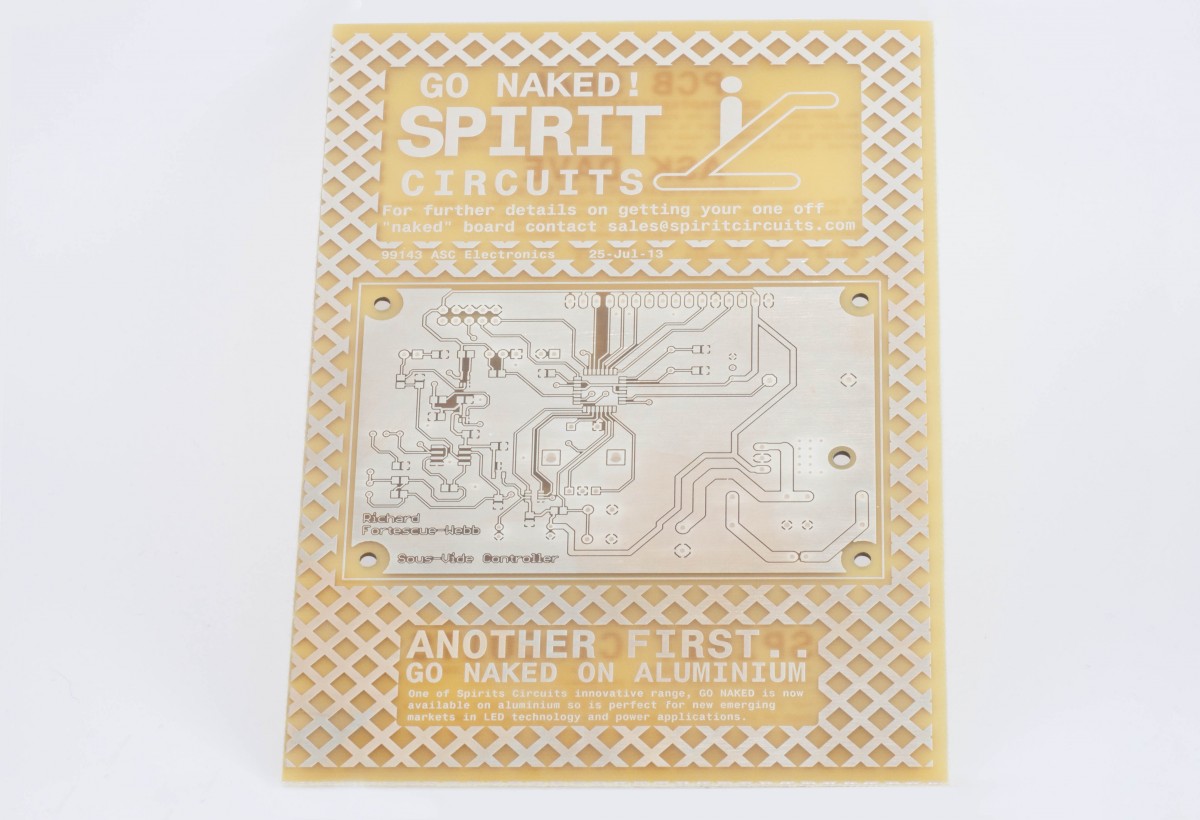 GO NAKED!
SPIRIT
CIRCUITS
For further details on getting your one off
"naked" board contact sales@spiritcircuits.com
99143 ASC Electronics 25-Jul-13
Richard
Fortescue-Webb
Sous-Vide Controller
ANOTHER FIRST..
GO NAKED ON ALUMINIUM
One of Spirits Circuits innovative range, GO NAKED is now
available on aluminium so is perfect for new emerging
markets in LED technology and power applications.